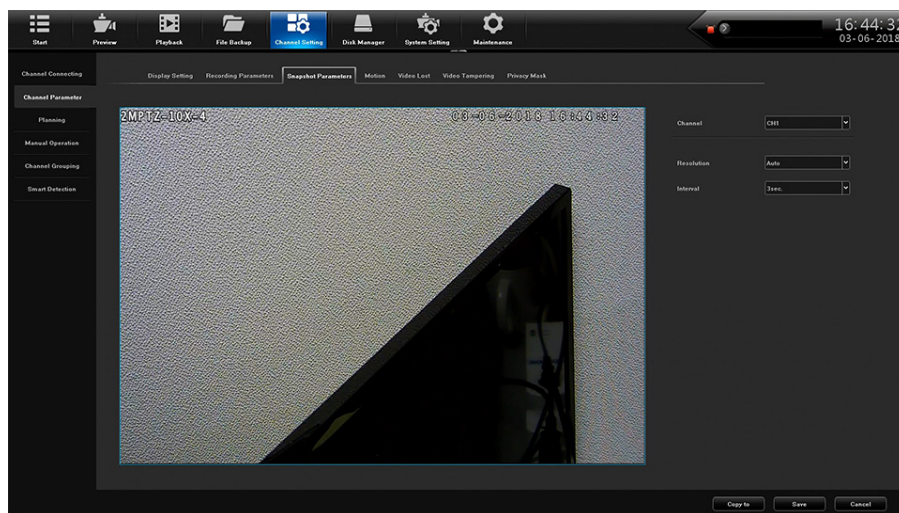 Start
Preview
Playback
File Backup
Channel Setting
Disk Manager
System Setting
Maintenance
16:44:32
03-06-2018
Channel Connecting
Channel Parameter
Planning
Manual Operation
Channel Grouping
Smart Detection
Display Setting
Recording Parameters
Snapshot Parameters
Motion
Video Lost
Video Tampering
Privacy Mask
2MPTZ-10X-4
03-06-2018 16:44:32
Channel
CH1
Resolution
Auto
Interval
3sec.
Copy to
Save
Cancel